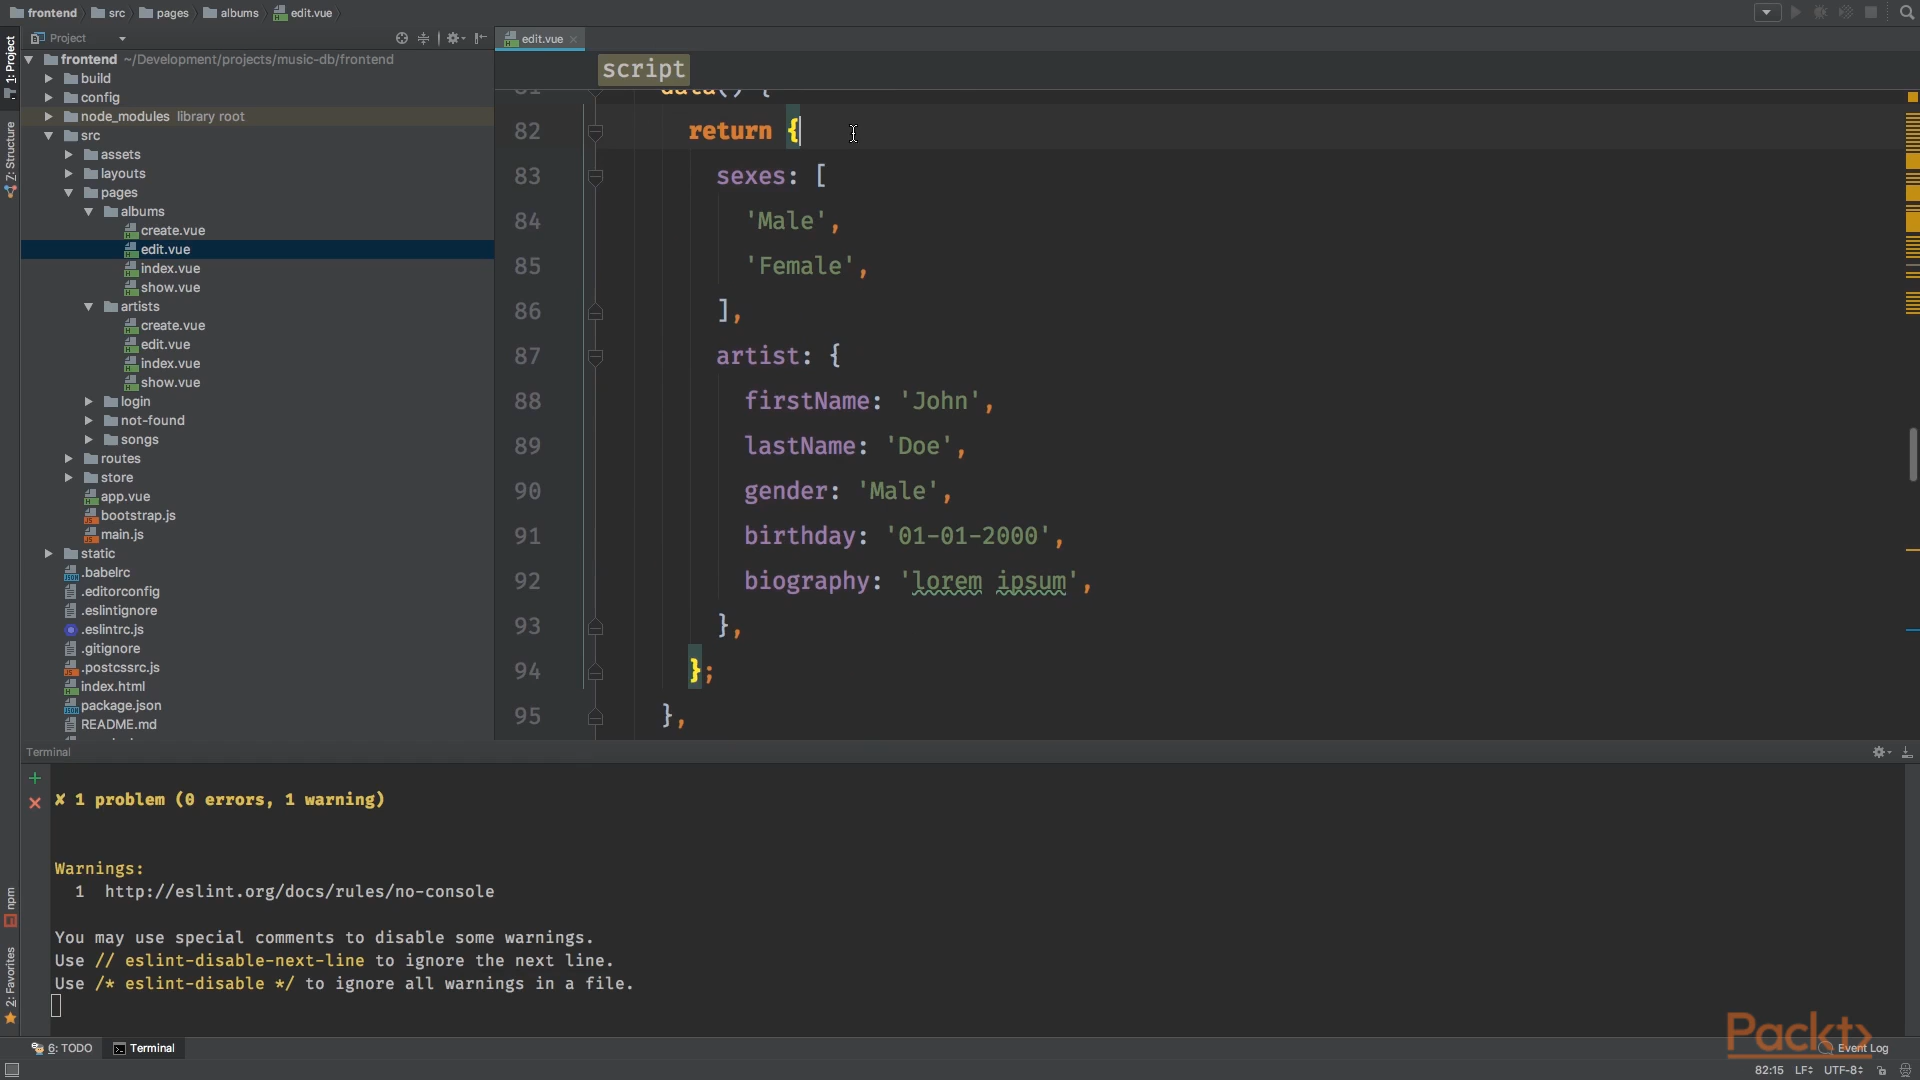 frontend src pages albums edit.vue
Project
edit.vue
script
1: Project
Z: Structure
npm
2: Favorites
frontend ~/Development/projects/music-db/frontend
build
config
node_modules library root
src
assets
layouts
pages
albums
create.vue
edit.vue
index.vue
show.vue
artists
create.vue
edit.vue
index.vue
show.vue
login
not-found
songs
routes
store
app.vue
bootstrap.js
main.js
static
.babelrc
.editorconfig
.eslintignore
.eslintrc.js
.gitignore
.postcssrc.js
index.html
package.json
README.md
81 data() {
82 return {
83 sexes: [
84 'Male',
85 'Female',
86 ],
87 artist: {
88 firstName: 'John',
89 lastName: 'Doe',
90 gender: 'Male',
91 birthday: '01-01-2000',
92 biography: 'lorem ipsum',
93 },
94 };
95 },
Terminal
✘ 1 problem (0 errors, 1 warning)
Warnings:
1 http://eslint.org/docs/rules/no-console
You may use special comments to disable some warnings.
Use // eslint-disable-next-line to ignore the next line.
Use /* eslint-disable */ to ignore all warnings in a file.
Packt>
6: TODO Terminal Event Log
82:15 LF UTF-8